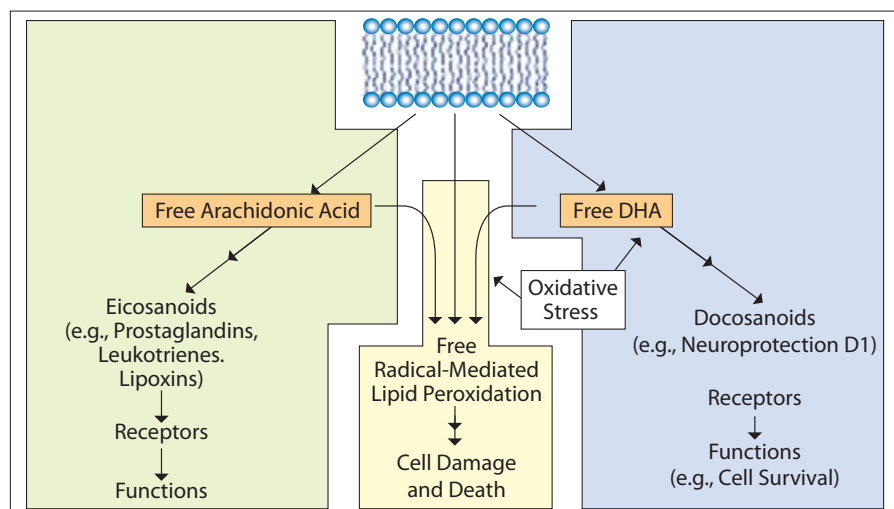 Free Arachidonic Acid
Free DHA
Oxidative
Stress
Eicosanoids
(e.g., Prostaglandins,
Leukotrienes.
Lipoxins)
Receptors
Functions
Free
Radical-Mediated
Lipid Peroxidation
Cell Damage
and Death
Docosanoids
(e.g., Neuroprotection D1)
Receptors
Functions
(e.g., Cell Survival)